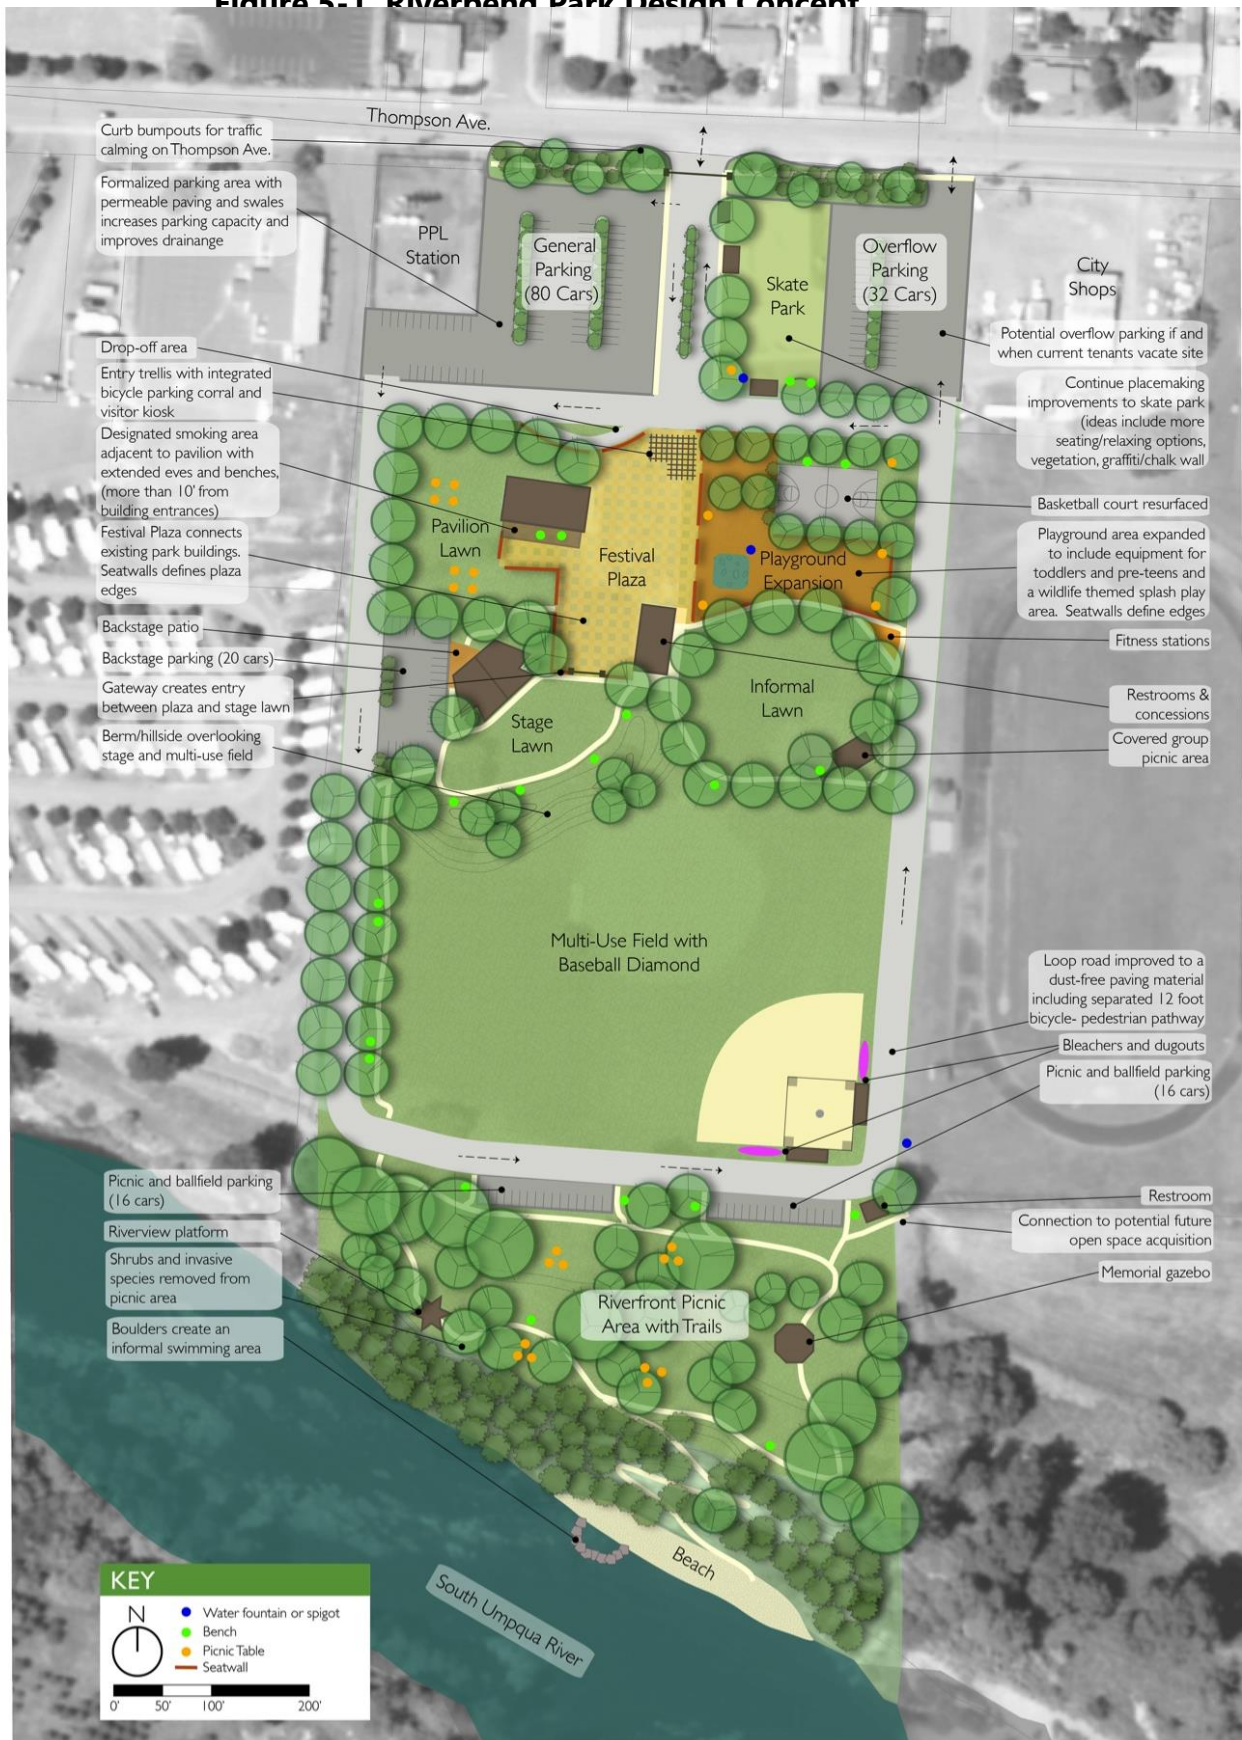 Figure 5-1. Riverbend Park Design Concept
Thompson Ave.
Curb bumpouts for traffic
calming on Thompson Ave.
Formalized parking area with
permeable paving and swales
increases parking capacity and
improves drainange
PPL
Station
General
Parking
(80 Cars)
Skate
Park
Overflow
Parking
(32 Cars)
City
Shops
Potential overflow parking if and
when current tenants vacate site
Continue placemaking
improvements to skate park
(ideas include more
seating/relaxing options,
vegetation, graffiti/chalk wall
Drop-off area
Entry trellis with integrated
bicycle parking corral and
visitor kiosk
Designated smoking area
adjacent to pavilion with
extended eves and benches,
(more than 10' from
building entrances)
Festival Plaza connects
existing park buildings.
Seatwalls defines plaza
edges
Backstage patio
Backstage parking (20 cars)
Gateway creates entry
between plaza and stage lawn
Berm/hillside overlooking
stage and multi-use field
Pavilion
Lawn
Festival
Plaza
Playground
Expansion
Basketball court resurfaced
Playground area expanded
to include equipment for
toddlers and pre-teens and
a wildlife themed splash play
area. Seatwalls define edges
Fitness stations
Restrooms &
concessions
Covered group
picnic area
Informal
Lawn
Stage
Lawn
Multi-Use Field with
Baseball Diamond
Loop road improved to a
dust-free paving material
including separated 12 foot
bicycle- pedestrian pathway
Bleachers and dugouts
Picnic and ballfield parking
(16 cars)
Picnic and ballfield parking
(16 cars)
Riverview platform
Shrubs and invasive
species removed from
picnic area
Boulders create an
informal swimming area
Restroom
Connection to potential future
open space acquisition
Memorial gazebo
Riverfront Picnic
Area with Trails
Beach
South Umpqua River
KEY
N
Water fountain or spigot
Bench
Picnic Table
Seatwall
0' 50' 100' 200'